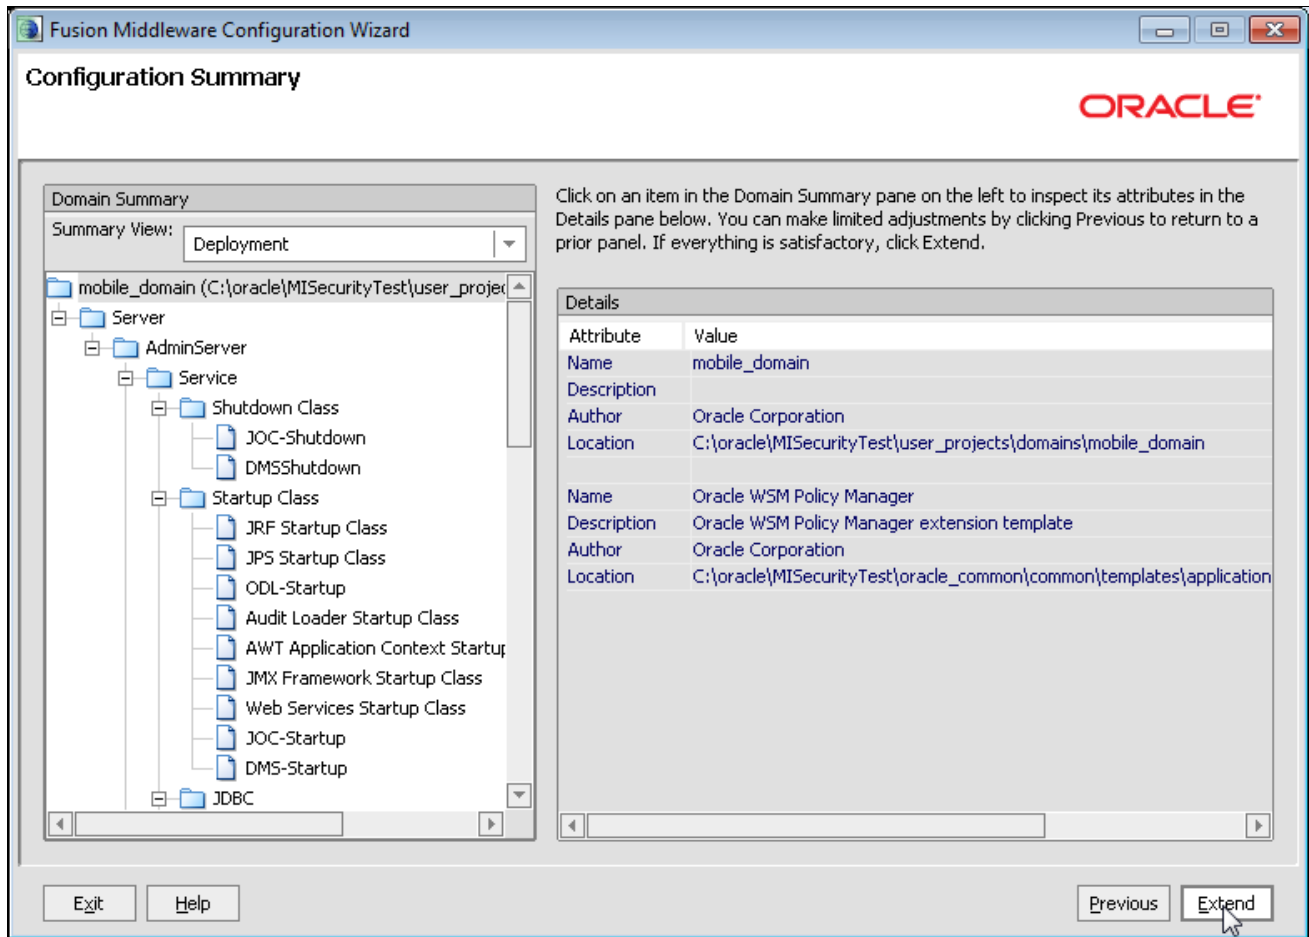 Fusion Middleware Configuration Wizard
Configuration Summary
ORACLE
Domain Summary
Summary View:
Deployment
mobile_domain (C:\oracle\MISecurityTest\user_projec
Server
AdminServer
Service
Shutdown Class
JOC-Shutdown
DMSShutdown
Startup Class
JRF Startup Class
JPS Startup Class
ODL-Startup
Audit Loader Startup Class
AWT Application Context Startup
JMX Framework Startup Class
Web Services Startup Class
JOC-Startup
DMS-Startup
JDBC
Click on an item in the Domain Summary pane on the left to inspect its attributes in the
Details pane below. You can make limited adjustments by clicking Previous to return to a
prior panel. If everything is satisfactory, click Extend.
Details
Attribute Value
Name mobile_domain
Description
Author Oracle Corporation
Location C:\oracle\MISecurityTest\user_projects\domains\mobile_domain
Name Oracle WSM Policy Manager
Description Oracle WSM Policy Manager extension template
Author Oracle Corporation
Location C:\oracle\MISecurityTest\oracle_common\common\templates\application
Exit Help Previous Extend